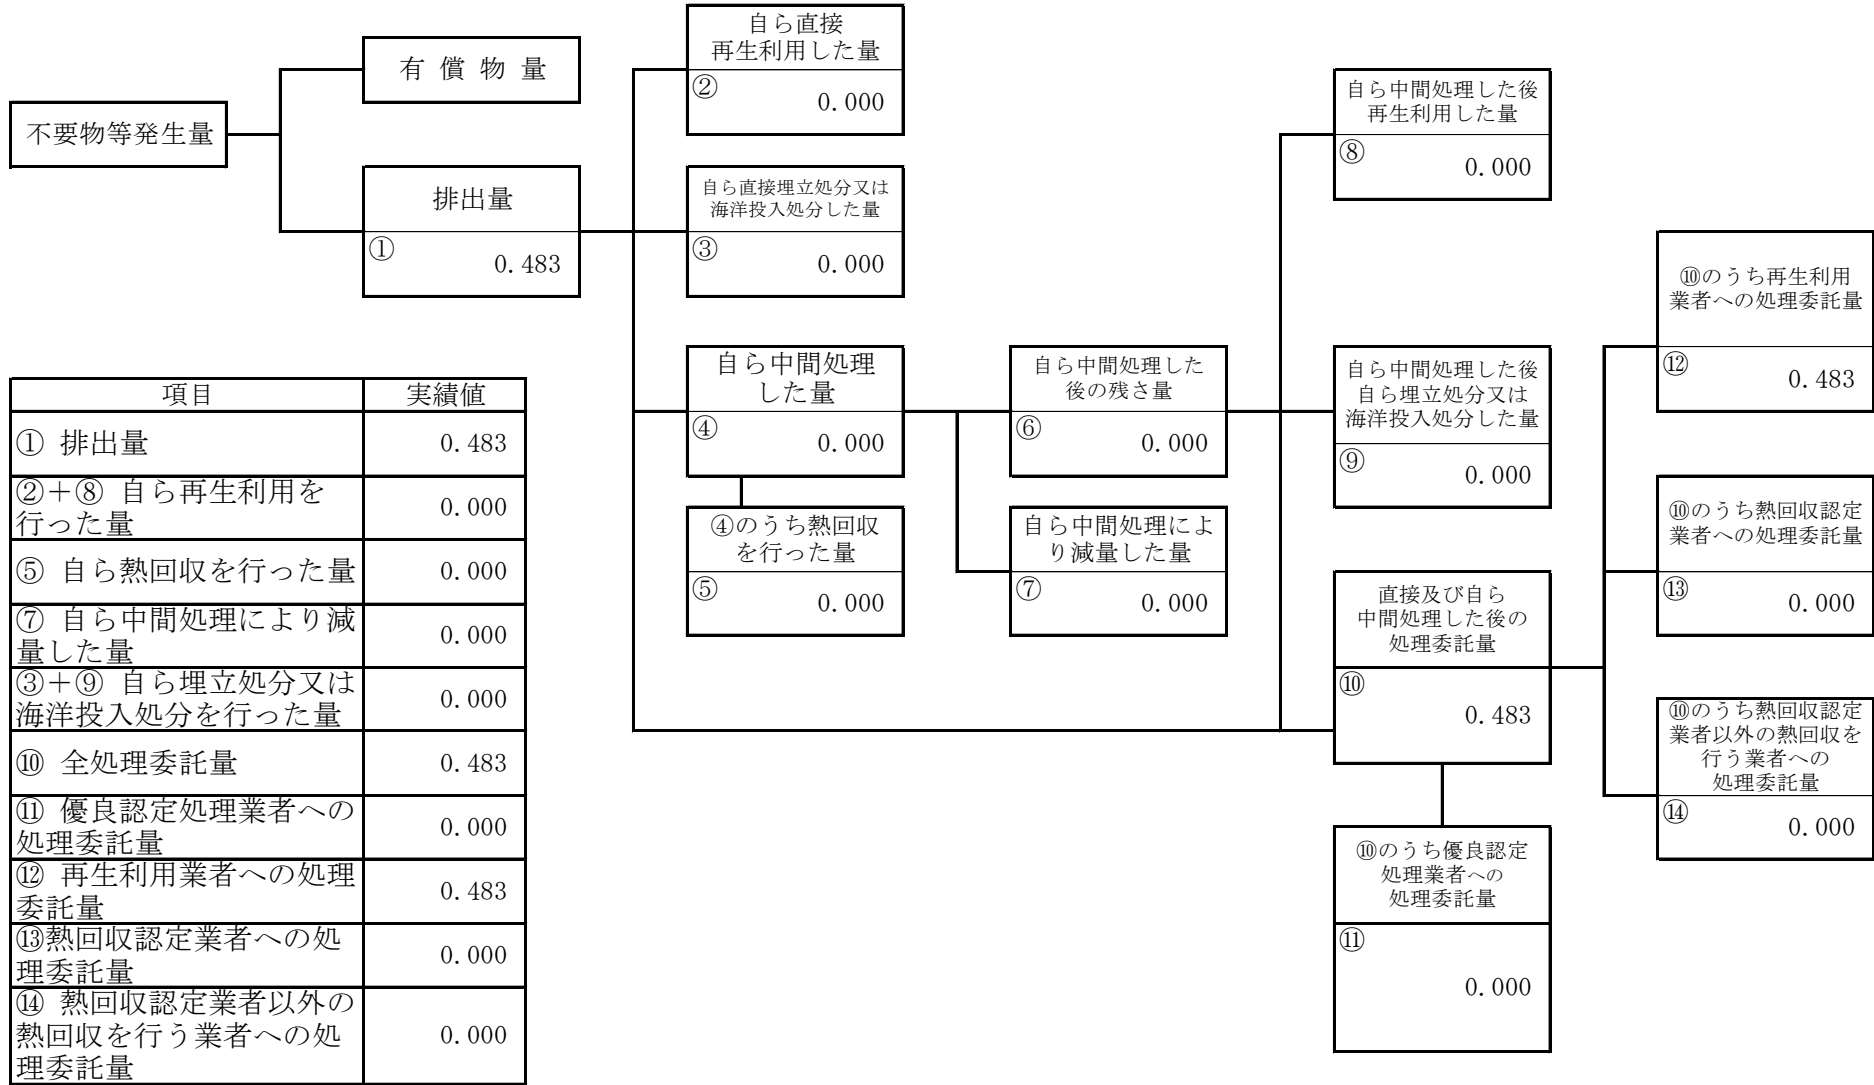 不要物等発生量
有償物量
排出量
①
0.483
自ら直接
再生利用した量
②
0.000
自ら直接埋立処分又は
海洋投入処分した量
③
0.000
自ら中間処理
した量
④
0.000
④のうち熱回収
を行った量
⑤
0.000
自ら中間処理した
後の残さ量
⑥
0.000
自ら中間処理によ
り減量した量
⑦
0.000
自ら中間処理した後
再生利用した量
⑧
0.000
自ら中間処理した後
自ら埋立処分又は
海洋投入処分した量
⑨
0.000
直接及び自ら
中間処理した後の
処理委託量
⑩
0.483
⑩のうち優良認定
処理業者への
処理委託量
⑪
0.000
⑩のうち再生利用
業者への処理委託量
⑫
0.483
⑩のうち熱回収認定
業者への処理委託量
⑬
0.000
⑩のうち熱回収認定
業者以外の熱回収を
行う業者への
処理委託量
⑭
0.000
項目 実績値
① 排出量 0.483
②＋⑧ 自ら再生利用を
行った量 0.000
⑤ 自ら熱回収を行った量 0.000
⑦ 自ら中間処理により減
量した量 0.000
③＋⑨ 自ら埋立処分又は
海洋投入処分を行った量 0.000
⑩ 全処理委託量 0.483
⑪ 優良認定処理業者への
処理委託量 0.000
⑫ 再生利用業者への処理
委託量 0.483
⑬熱回収認定業者への処
理委託量 0.000
⑭ 熱回収認定業者以外の
熱回収を行う業者への処
理委託量 0.000